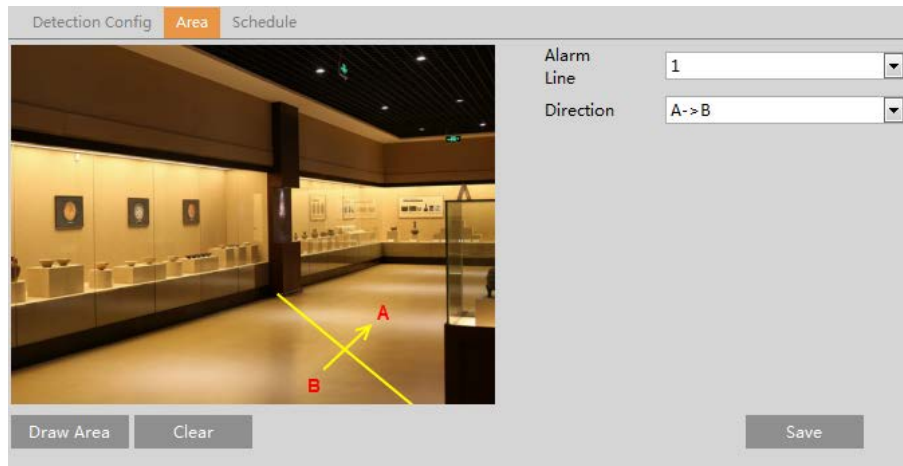 Detection Config Area Schedule
Alarm
Line
1
Direction
A->B
A
B
Draw Area Clear
Save